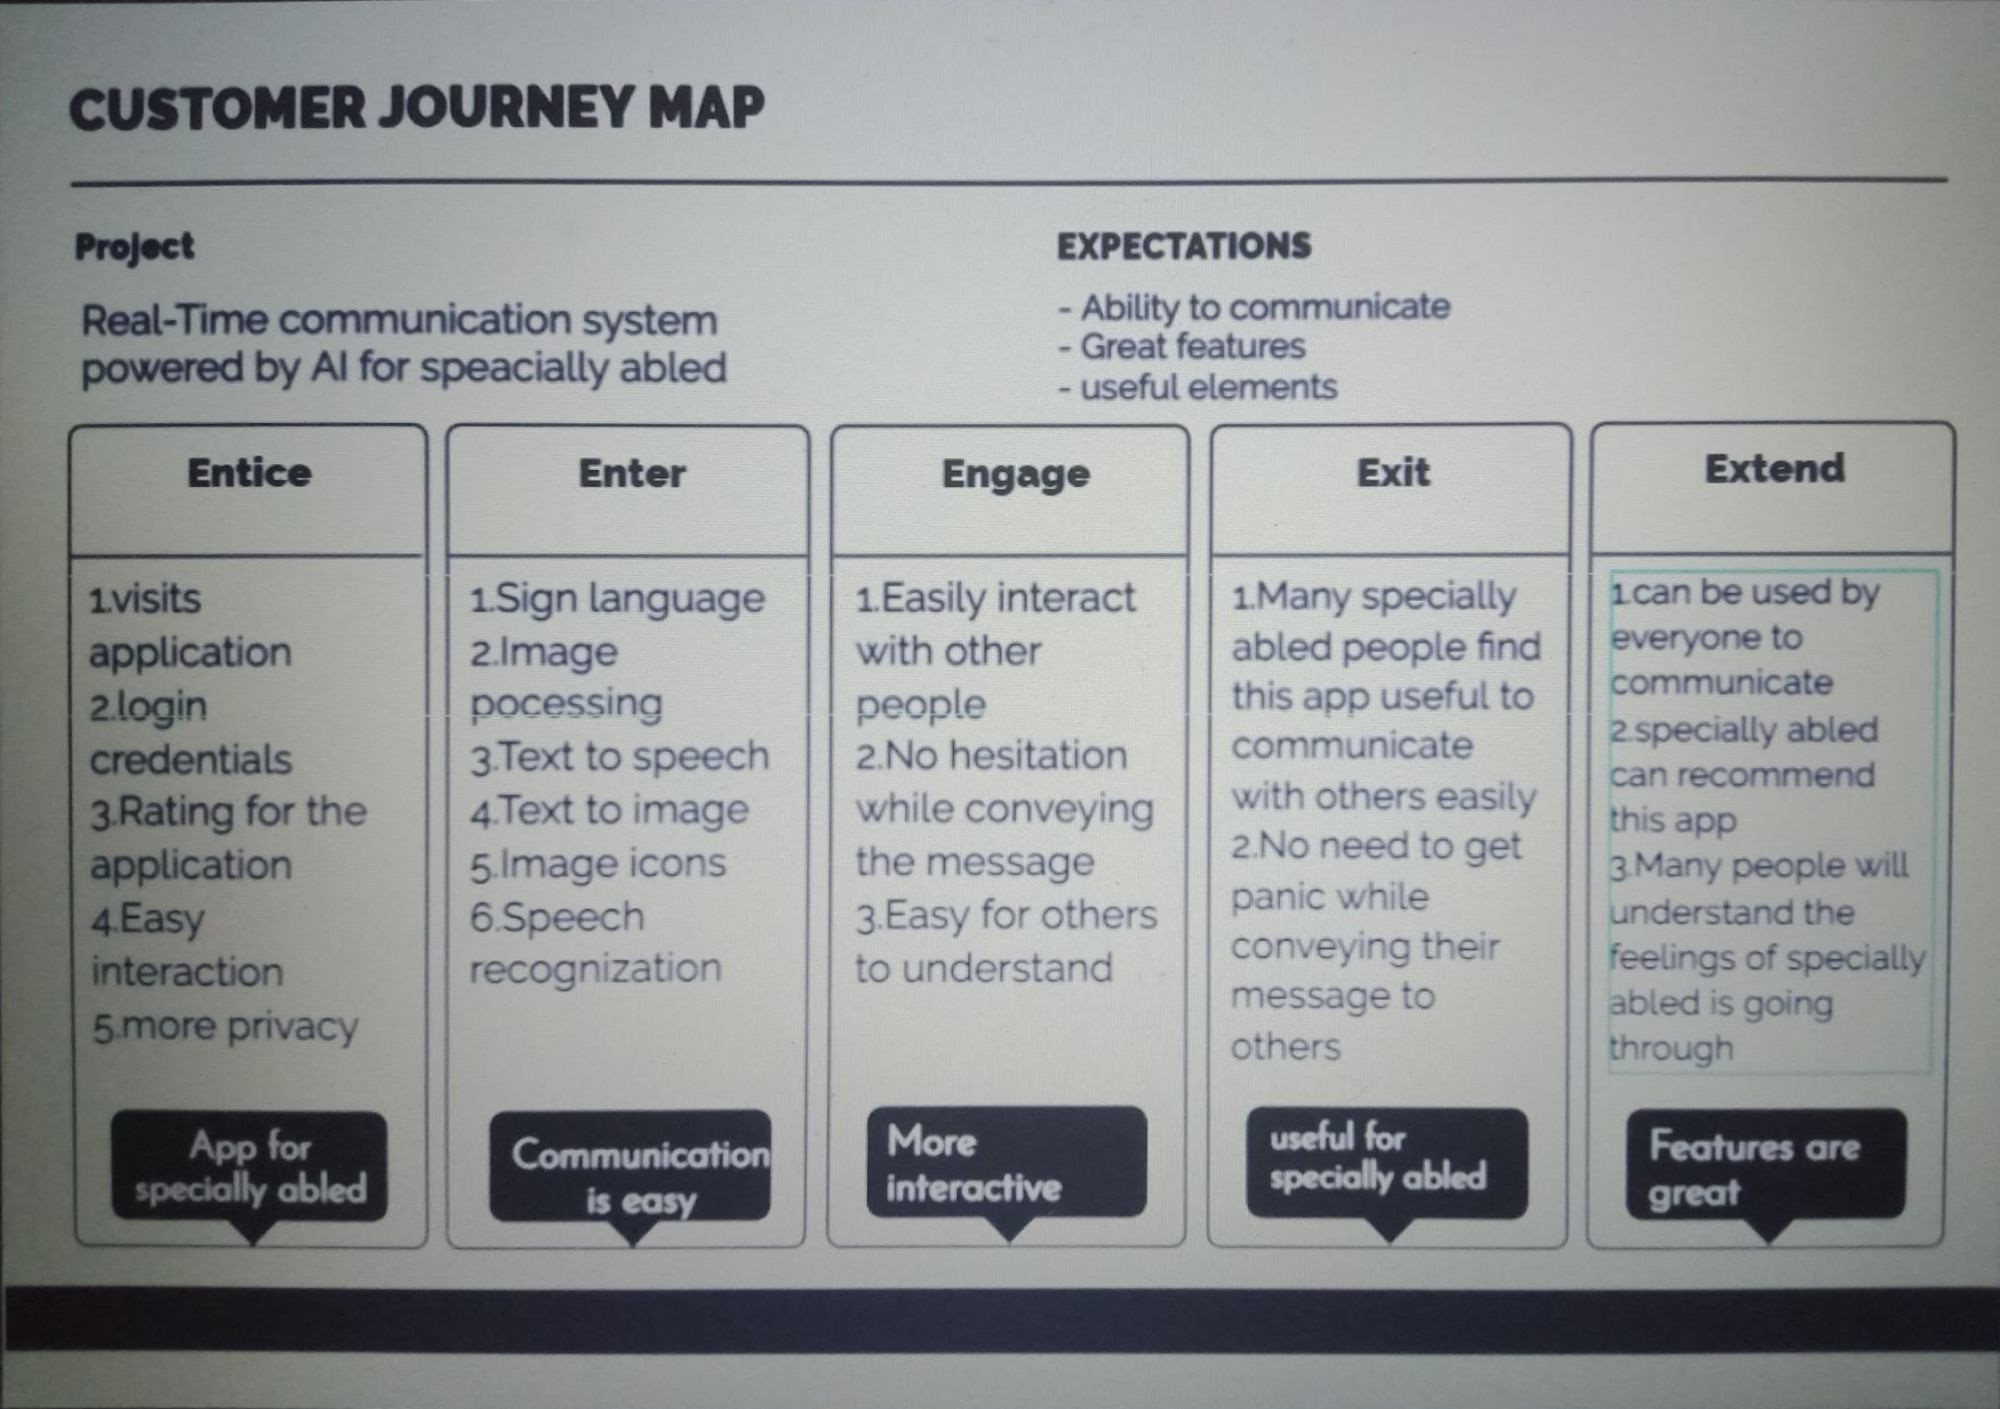 CUSTOMER JOURNEY MAP
Project
Real-Time communication system
powered by AI for speacially abled
EXPECTATIONS
- Ability to communicate
- Great features
- useful elements
Entice
1.visits
application
2.login
credentials
3.Rating for the
application
4.Easy
interaction
5.more privacy
App for
specially abled
Enter
1.Sign language
2.Image
pocessing
3.Text to speech
4.Text to image
5.Image icons
6.Speech
recognization
Communication
is easy
Engage
1.Easily interact
with other
people
2.No hesitation
while conveying
the message
3.Easy for others
to understand
More
interactive
Exit
1.Many specially
abled people find
this app useful to
communicate
with others easily
2.No need to get
panic while
conveying their
message to
others
useful for
specially abled
Extend
1.can be used by
everyone to
communicate
2.specially abled
can recommend
this app
3.Many people will
understand the
feelings of specially
abled is going
through
Features are
great